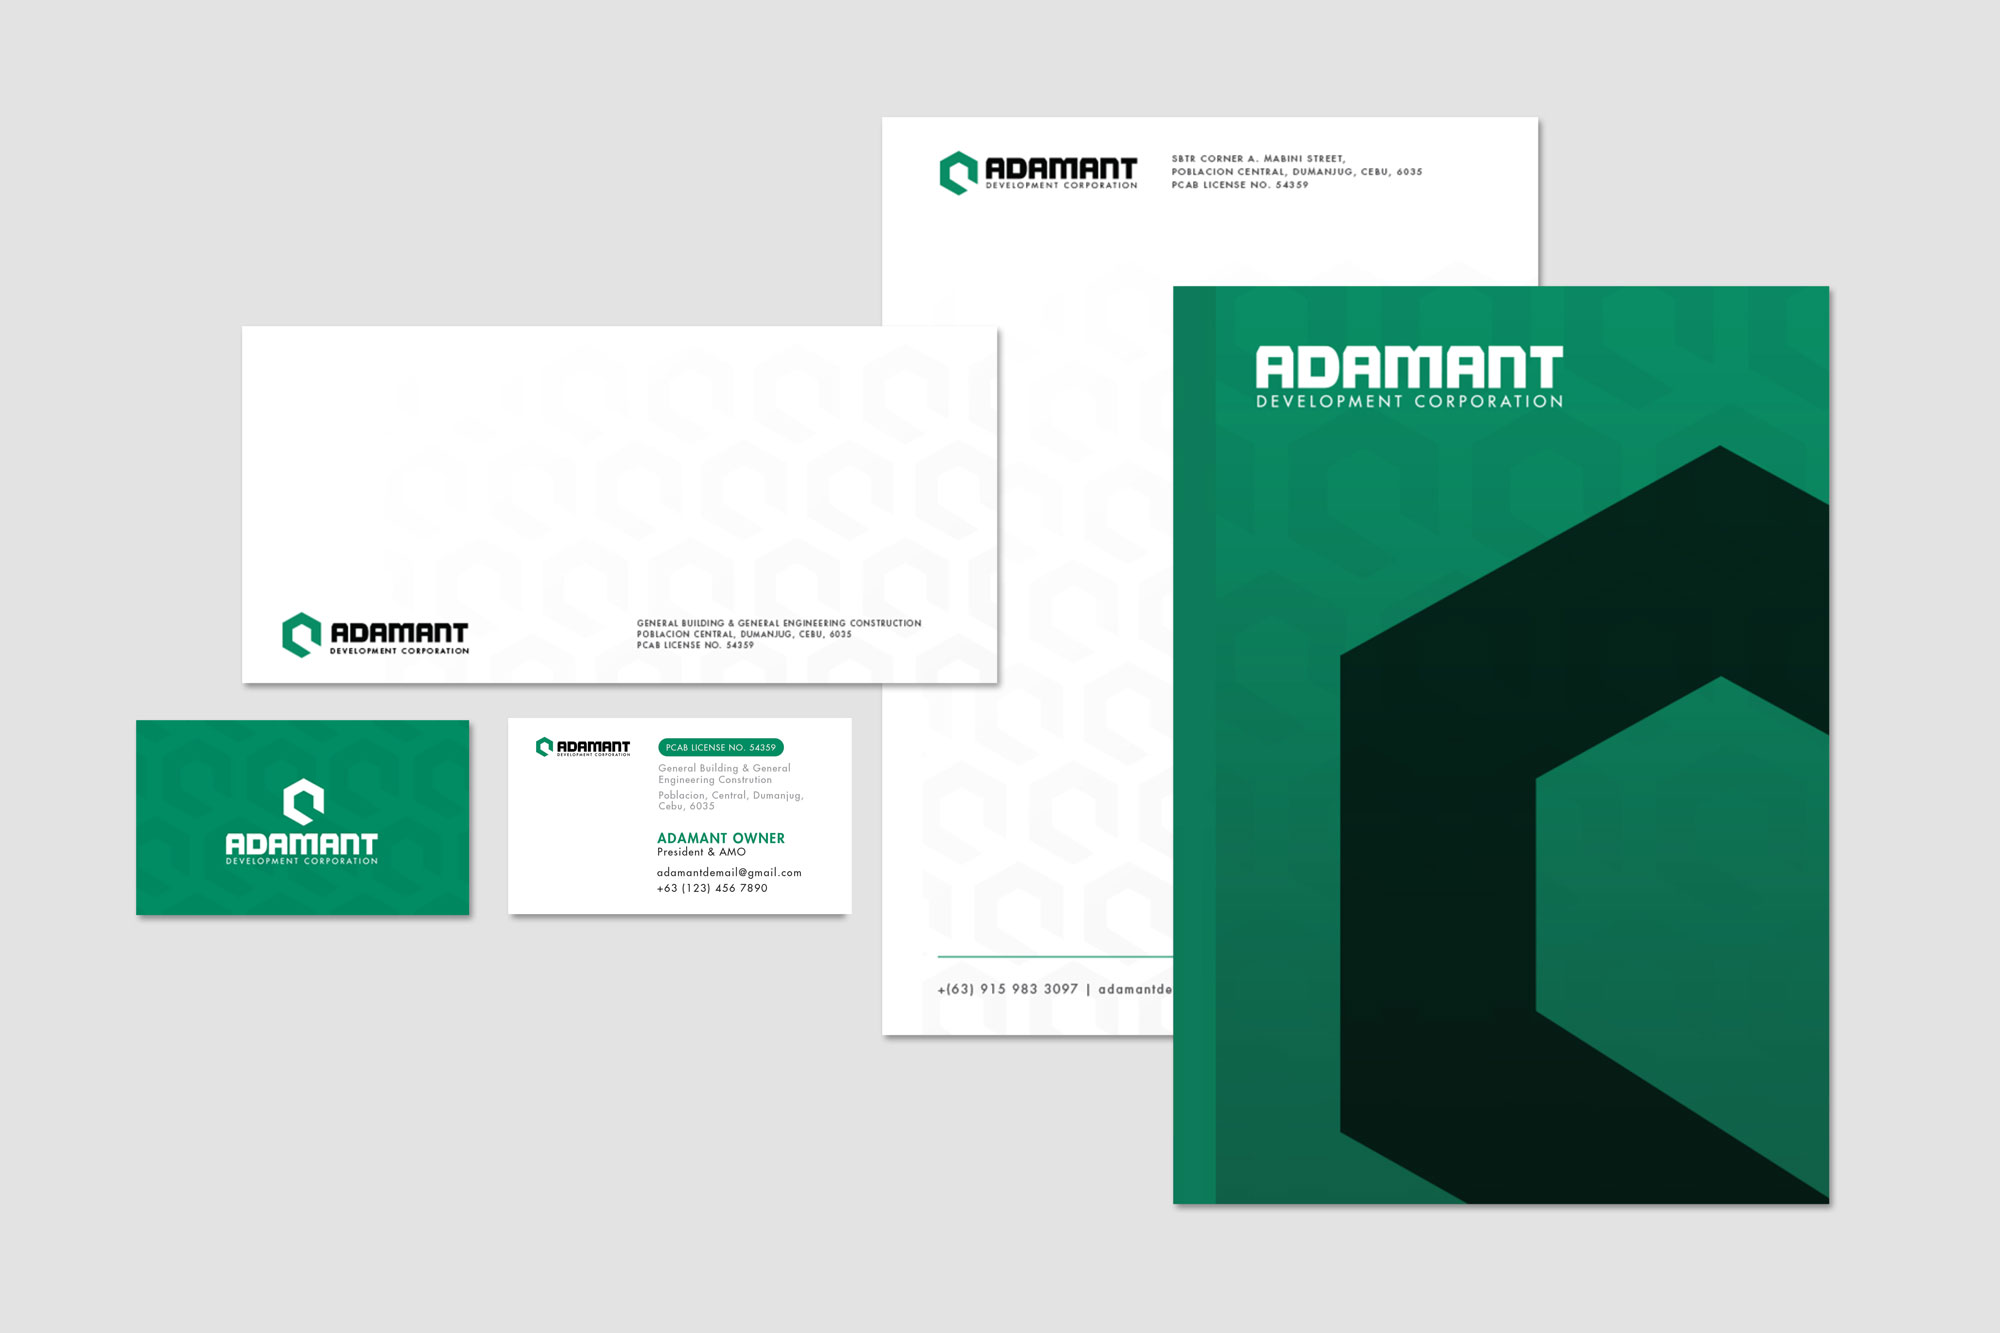 ADAMANT
DEVELOPMENT CORPORATION
SBTR CORNER A. MABINI STREET,
POBLACION CENTRAL, DUMANJUG, CEBU, 6035
PCAB LICENSE NO. 54359
+(63) 915 983 3097 | adamantde
ADAMANT
DEVELOPMENT CORPORATION
ADAMANT
DEVELOPMENT CORPORATION
GENERAL BUILDING & GENERAL ENGINEERING CONSTRUCTION
POBLACION CENTRAL, DUMANJUG, CEBU, 6035
PCAB LICENSE NO. 54359
ADAMANT
DEVELOPMENT CORPORATION
ADAMANT
DEVELOPMENT CORPORATION
PCAB LICENSE NO. 54359
General Building & General
Engineering Constrution
Poblacion, Central, Dumanjug,
Cebu, 6035
ADAMANT OWNER
President & AMO
adamantdemail@gmail.com
+63 (123) 456 7890